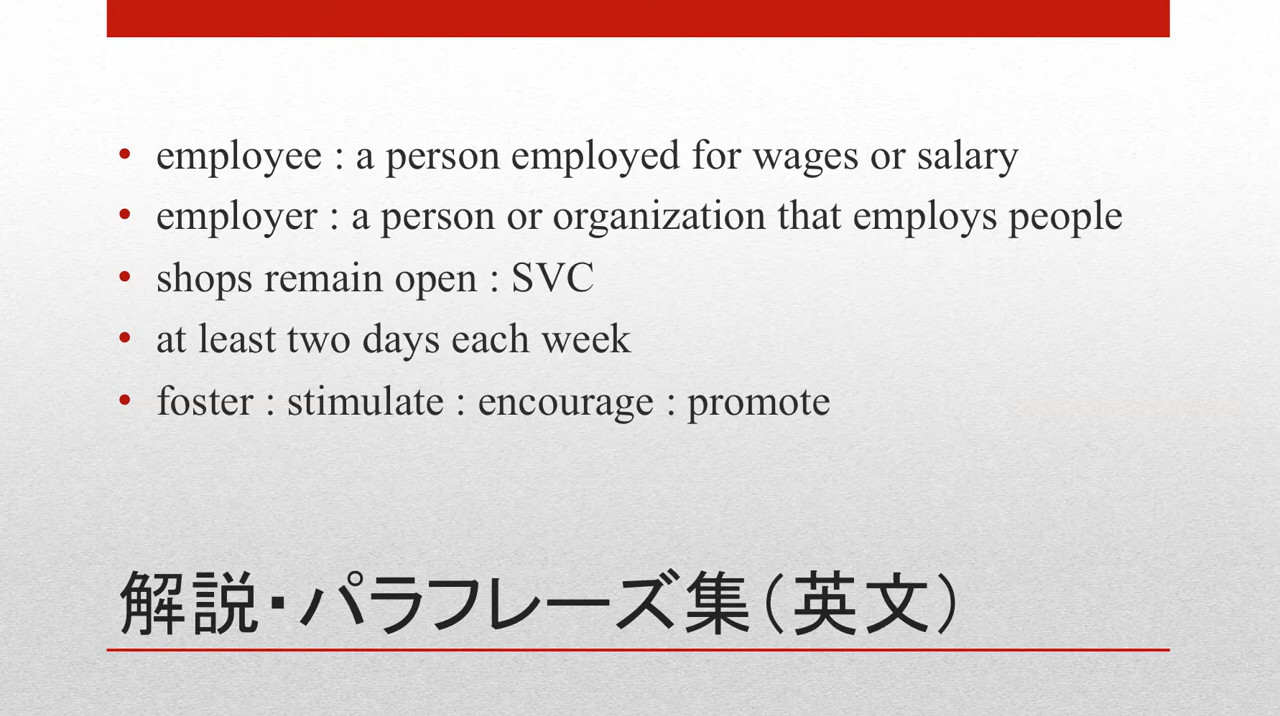 • employee : a person employed for wages or salary
• employer : a person or organization that employs people
• shops remain open : SVC
• at least two days each week
• foster : stimulate : encourage : promote
解説・パラフレーズ集（英文）